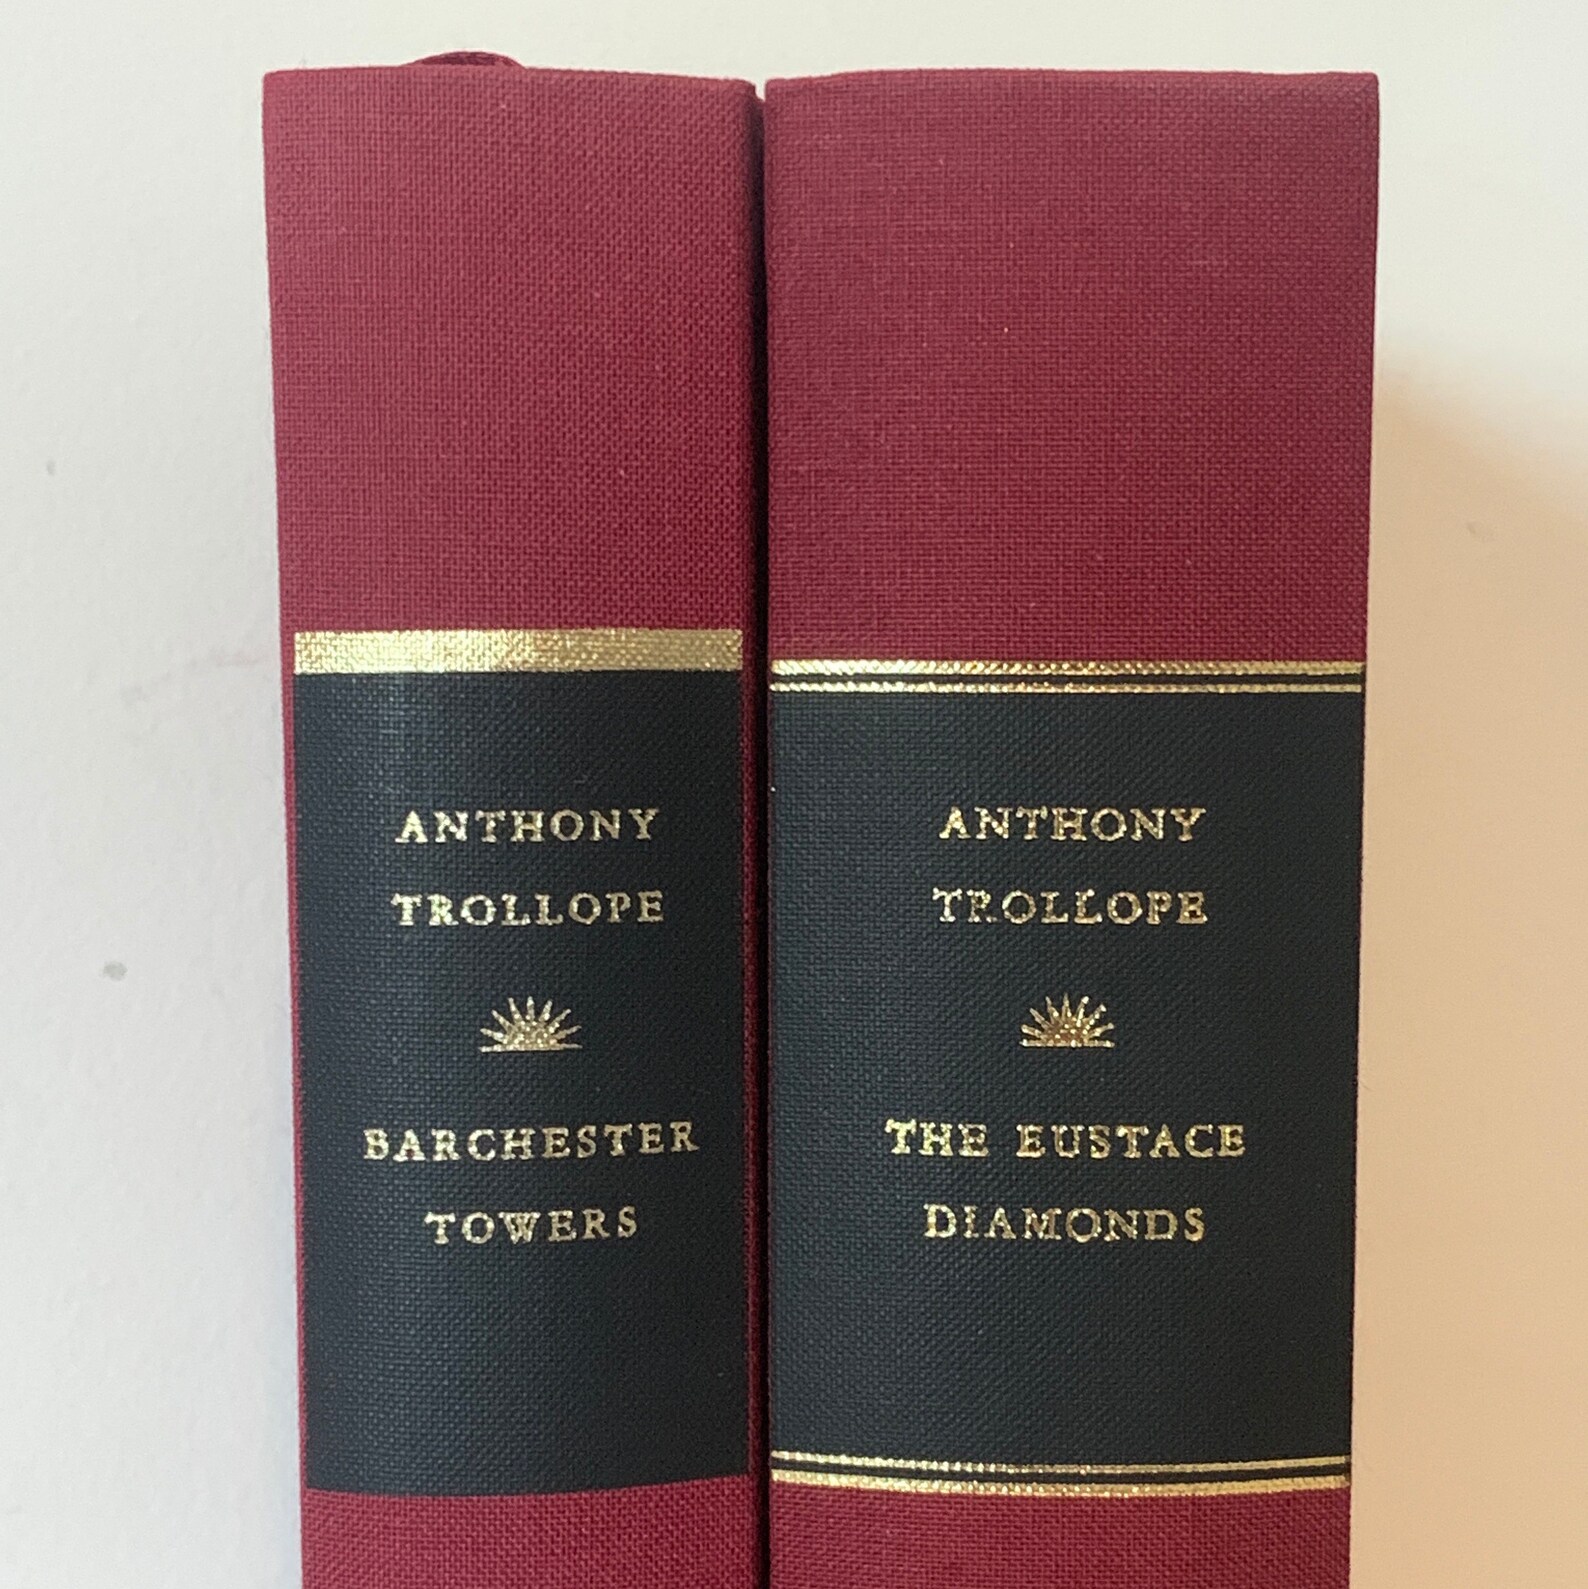 ANTHONY
TROLLOPE
BARCHESTER
TOWERS
ANTHONY
TROLLOPE
THE EUSTACE
DIAMONDS